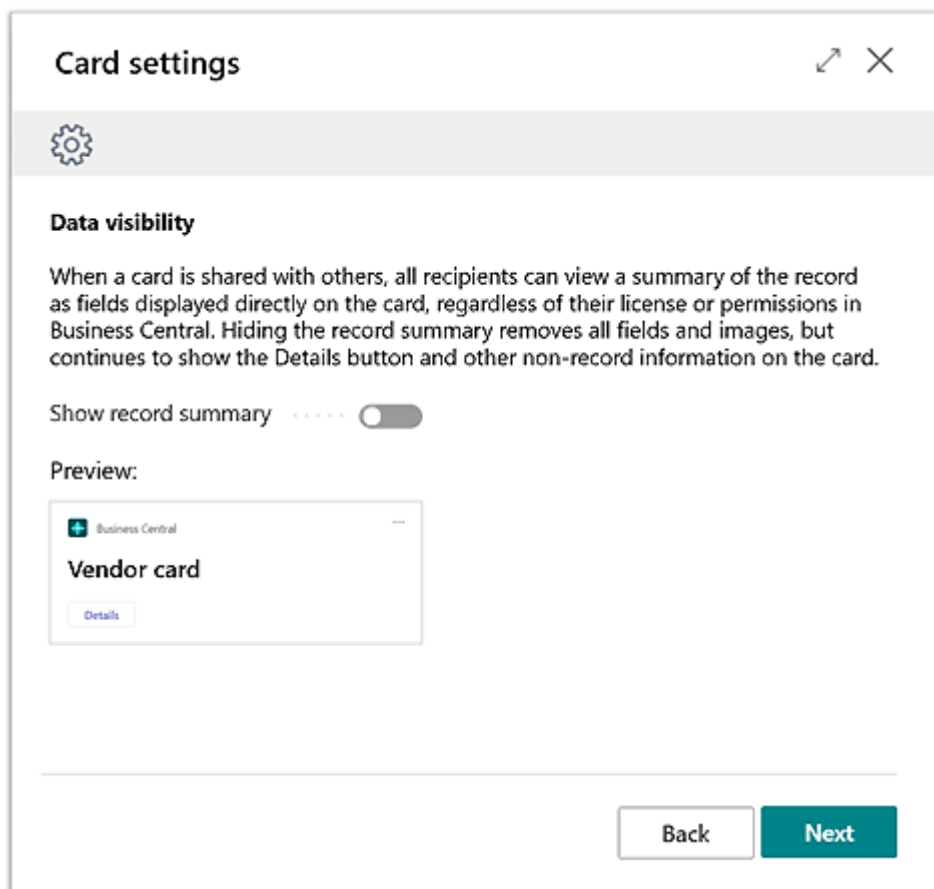 Card settings
Data visibility
When a card is shared with others, all recipients can view a summary of the record
as fields displayed directly on the card, regardless of their license or permissions in
Business Central. Hiding the record summary removes all fields and images, but
continues to show the Details button and other non-record information on the card.
Show record summary
Preview:
Business Central
Vendor card
Details
Back Next